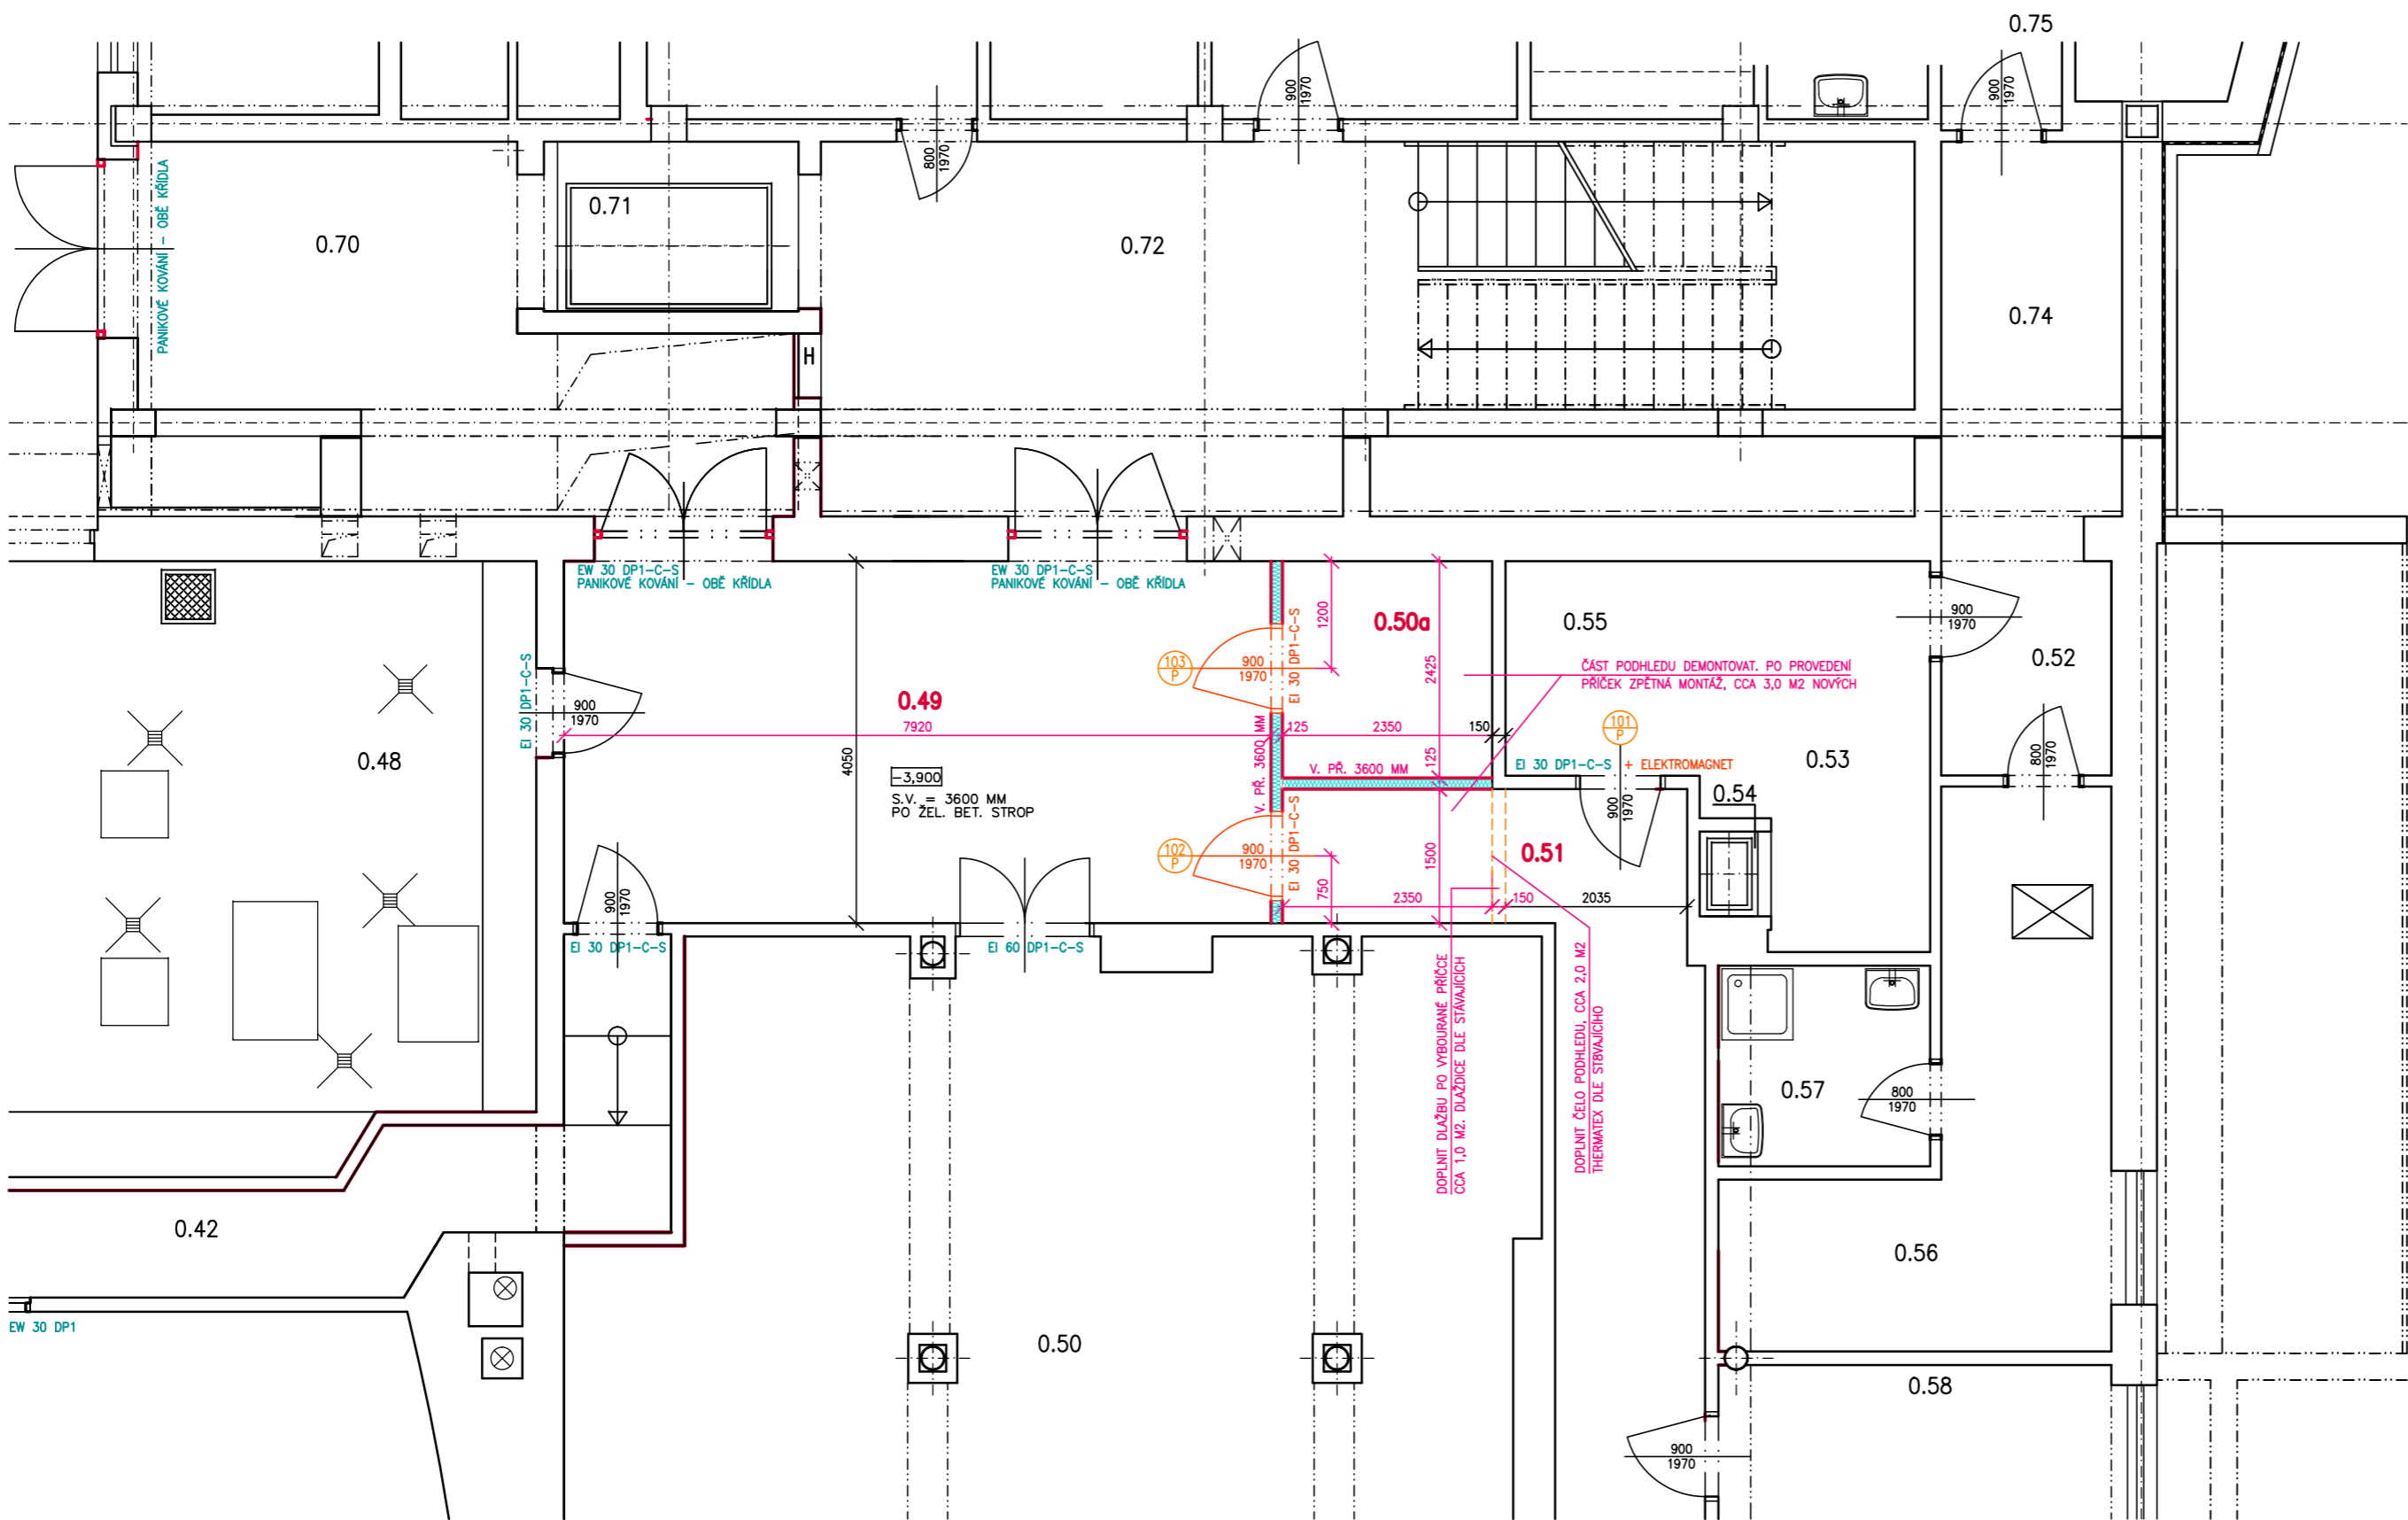 0.75
900
1970
900
1970
800
1970
PANIKOVÉ KOVÁNÍ – OBĚ KŘÍDLA
0.70
0.71
0.72
0.74
H
EW 30 DP1-C-S
PANIKOVÉ KOVÁNÍ – OBĚ KŘÍDLA
EW 30 DP1-C-S
PANIKOVÉ KOVÁNÍ – OBĚ KŘÍDLA
1200
0.50a
2425
0.55
900
1970
0.52
EI 30 DP1-C-S
103
P
900
1970
EI 30 DP1-C-S
ČÁST PODHLEDU DEMONTOVAT. PO PROVEDENÍ
PŘÍČEK ZPĚTNÁ MONTÁŽ, CCA 3,0 M2 NOVÝCH
900
1970
0.49
7920
125
2350
150
101
P
0.48
4050
-3,900
S.V. = 3600 MM
PO ŽEL. BET. STROP
V. PŘ. 3600 MM
V. PŘ. 3600 MM
125
EI 30 DP1-C-S + ELEKTROMAGNET
0.53
800
1970
0.54
900
1970
102
P
900
1970
EI 30 DP1-C-S
1500
750
0.51
2350
150
2035
900
1970
EI 30 DP1-C-S
EI 60 DP1-C-S
DOPLNIT DLAŽBU PO VYBOURANÉ PŘÍČCE
CCA 1,0 M2. DLAŽDICE DLE STÁVAJÍCÍCH
DOPLNIT ČELO PODHLEDU, CCA 2,0 M2
THERMATEX DLE ST8VAJÍCÍHO
0.57
800
1970
0.42
0.56
EW 30 DP1
0.50
0.58
900
1970